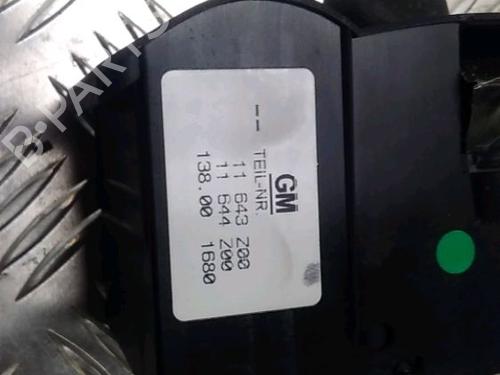 GM
-- TEIL-NR.
11 643 Z00
11 644 Z00
138.00 1680
B-PARTS